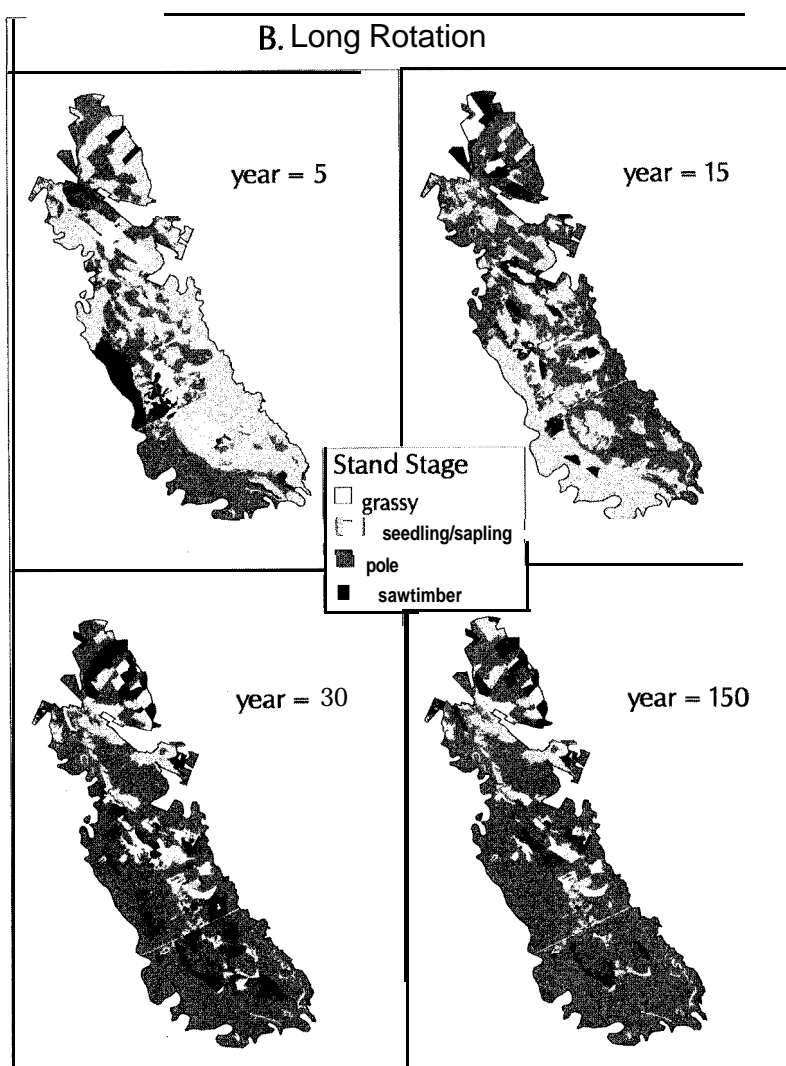 B. Long Rotation
year = 5
year = 15
Stand Stage
grassy
seedling/sapling
pole
sawtimber
year = 30
year = 150